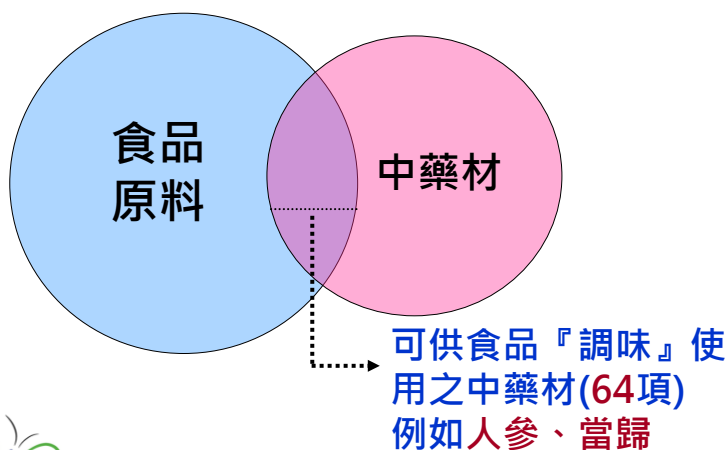 食品
原料
中藥材
可供食品『調味』使
用之中藥材(64項)
例如人參、當歸